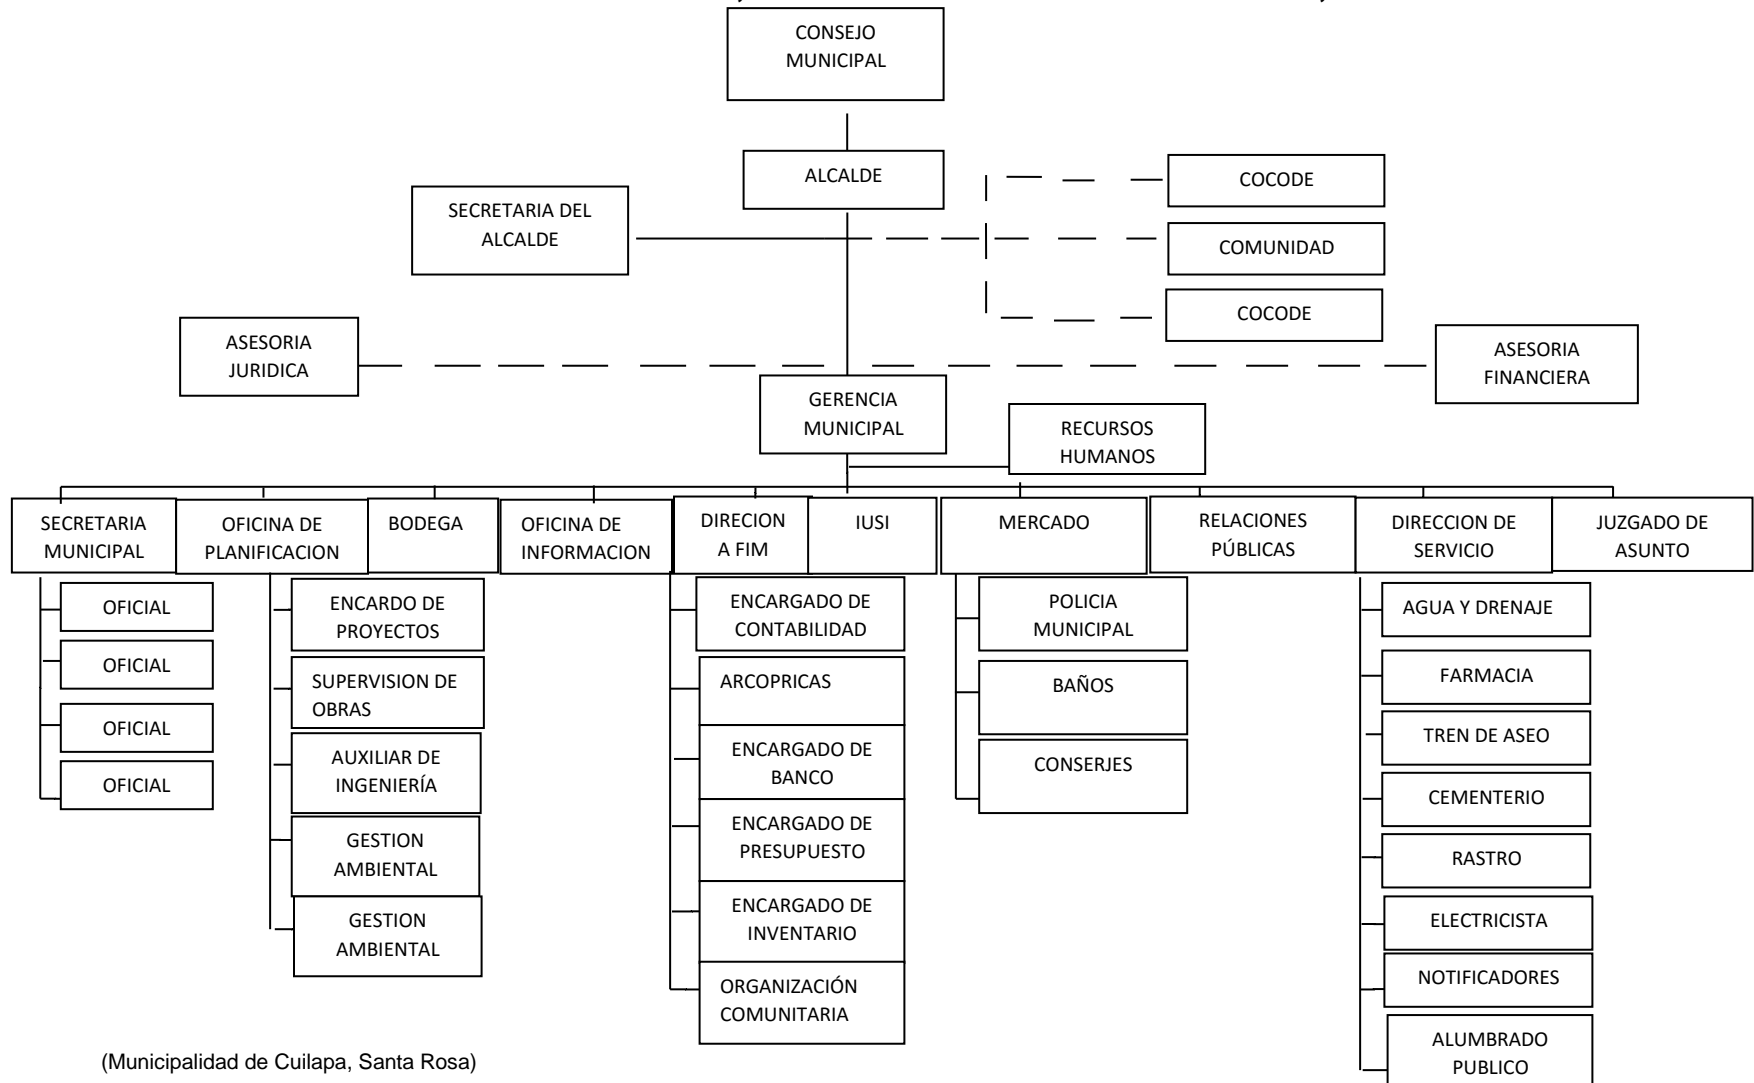 CONSEJO
MUNICIPAL
ALCALDE
SECRETARIA DEL
ALCALDE
COCODE
COMUNIDAD
COCODE
ASESORIA
JURIDICA
ASESORIA
FINANCIERA
GERENCIA
MUNICIPAL
RECURSOS
HUMANOS
SECRETARIA
MUNICIPAL
OFICINA DE
PLANIFICACION
BODEGA
OFICINA DE
INFORMACION
DIRECION
A FIM
IUSI
MERCADO
RELACIONES
PÚBLICAS
DIRECCION DE
SERVICIO
JUZGADO DE
ASUNTO
OFICIAL
OFICIAL
OFICIAL
OFICIAL
ENCARDO DE
PROYECTOS
SUPERVISION DE
OBRAS
AUXILIAR DE
INGENIERÍA
GESTION
AMBIENTAL
GESTION
AMBIENTAL
ENCARGADO DE
CONTABILIDAD
ARCOPRICAS
ENCARGADO DE
BANCO
ENCARGADO DE
PRESUPUESTO
ENCARGADO DE
INVENTARIO
ORGANIZACIÓN
COMUNITARIA
POLICIA
MUNICIPAL
BAÑOS
CONSERJES
AGUA Y DRENAJE
FARMACIA
TREN DE ASEO
CEMENTERIO
RASTRO
ELECTRICISTA
NOTIFICADORES
ALUMBRADO
PUBLICO
(Municipalidad de Cuilapa, Santa Rosa)